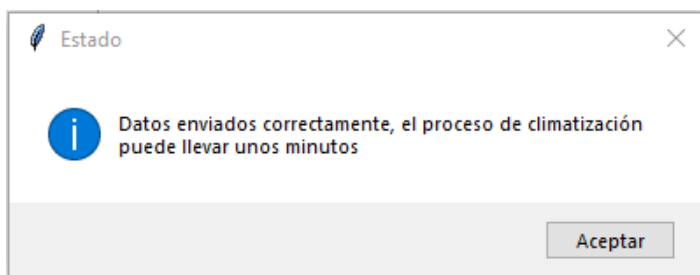 Estado
Datos enviados correctamente, el proceso de climatización
puede llevar unos minutos
Aceptar